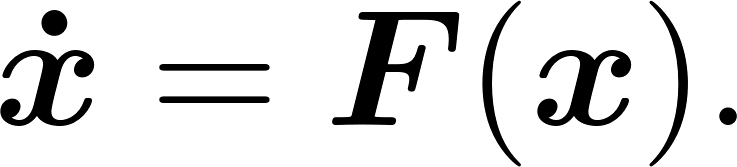 𝒙̇ = 𝑭(𝒙).